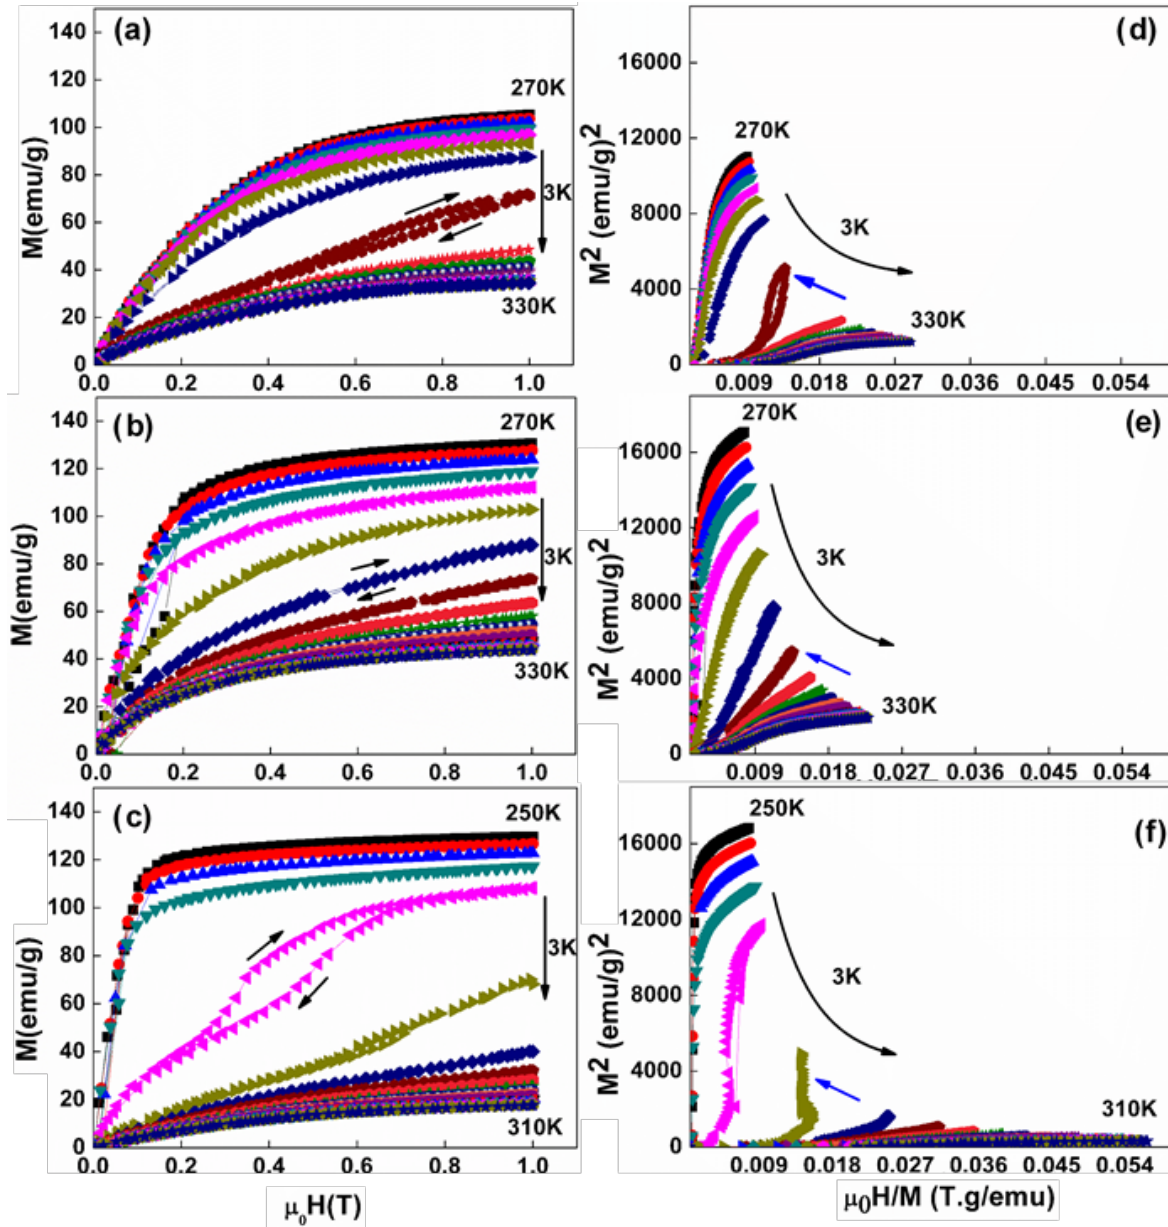 (a)
140
120
100
80
60
40
20
0
M(emu/g)
270K
3K
330K
0.0 0.2 0.4 0.6 0.8 1.0
(d)
16000
12000
8000
4000
0
M² (emu/g)²
270K
3K
330K
0.009 0.018 0.027 0.036 0.045 0.054
(b)
140
120
100
80
60
40
20
0
M(emu/g)
270K
3K
330K
0.0 0.2 0.4 0.6 0.8 1.0
(e)
16000
12000
8000
4000
0
M² (emu/g)²
270K
3K
330K
0.009 0.018 0.027 0.036 0.045 0.054
(c)
140
120
100
80
60
40
20
0
M(emu/g)
250K
3K
310K
0.0 0.2 0.4 0.6 0.8 1.0
μ₀H(T)
(f)
16000
12000
8000
4000
0
M² (emu/g)²
250K
3K
310K
0.009 0.018 0.027 0.036 0.045 0.054
μ₀H/M (T.g/emu)